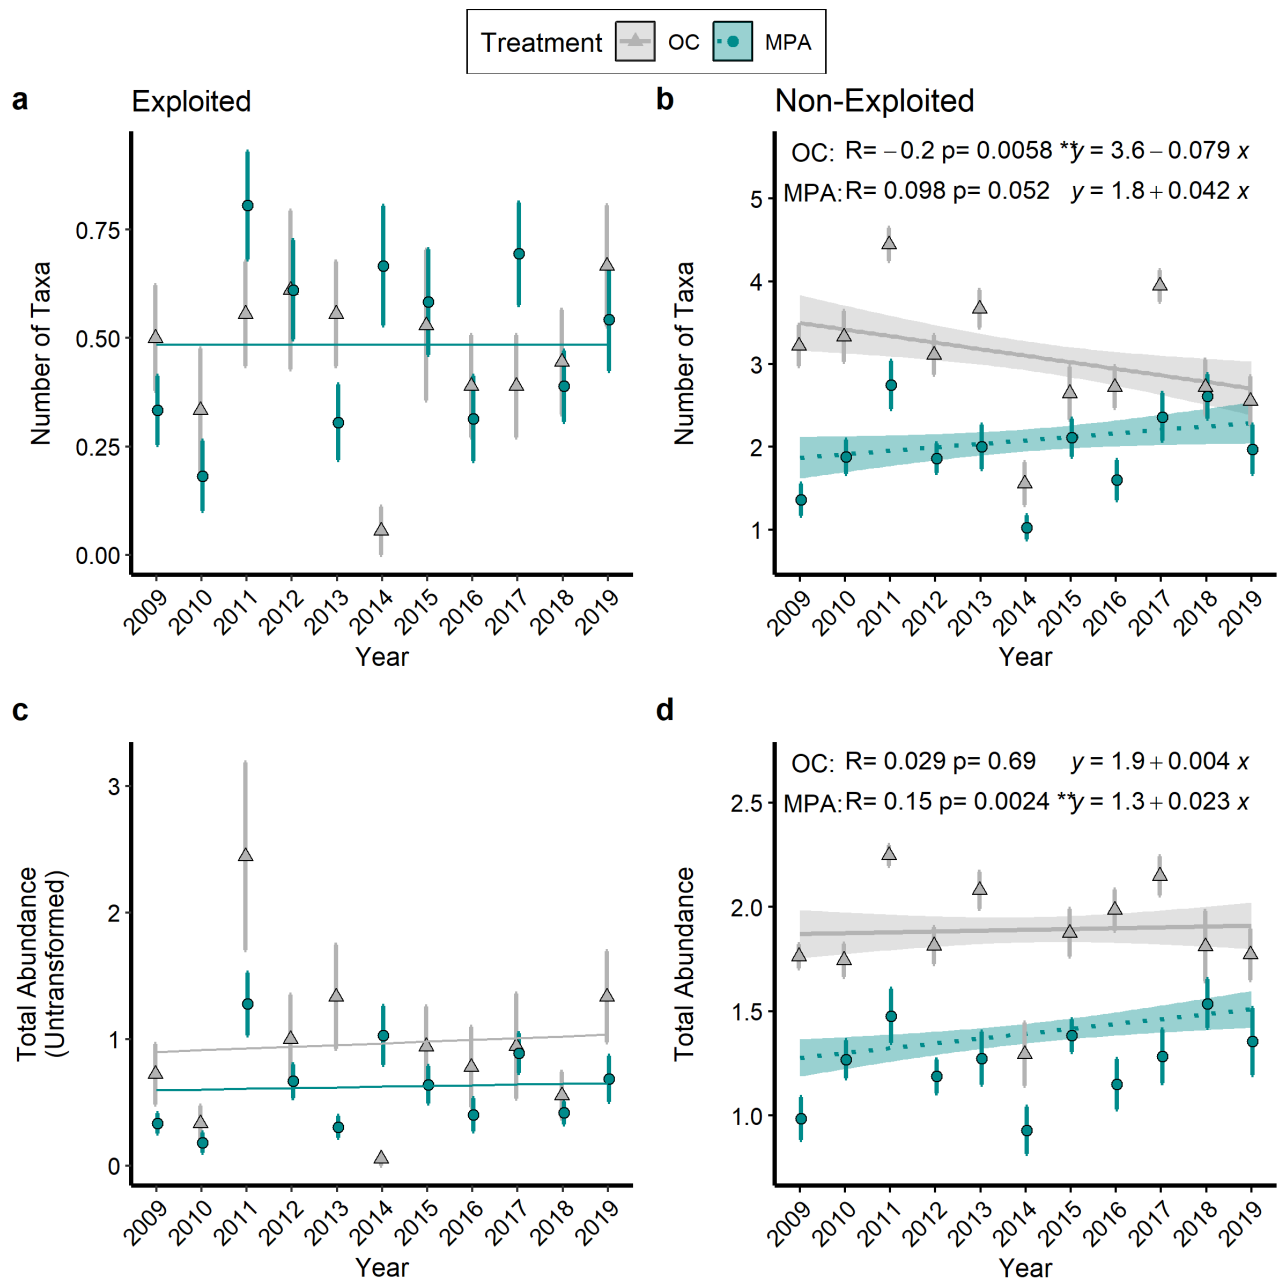 Treatment OC MPA
a Exploited
Number of Taxa
0.75
0.50
0.25
0.00
2009 2010 2011 2012 2013 2014 2015 2016 2017 2018 2019
Year
b Non-Exploited
OC: R= −0.2 p= 0.0058 ** y = 3.6 − 0.079 x
MPA: R= 0.098 p= 0.052 y = 1.8 + 0.042 x
Number of Taxa
5
4
3
2
1
2009 2010 2011 2012 2013 2014 2015 2016 2017 2018 2019
Year
c
Total Abundance
(Untransformed)
3
2
1
0
2009 2010 2011 2012 2013 2014 2015 2016 2017 2018 2019
Year
d
OC: R= 0.029 p= 0.69 y = 1.9 + 0.004 x
MPA: R= 0.15 p= 0.0024 ** y = 1.3 + 0.023 x
Total Abundance
2.5
2.0
1.5
1.0
2009 2010 2011 2012 2013 2014 2015 2016 2017 2018 2019
Year